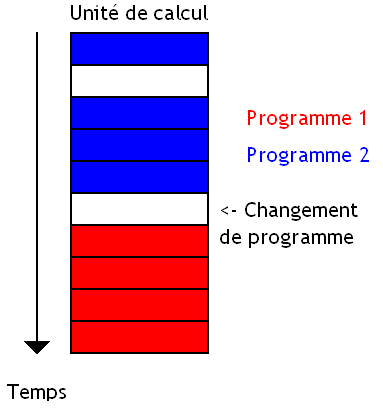 Unité de calcul
Programme 1
Programme 2
<- Changement
de programme
Temps